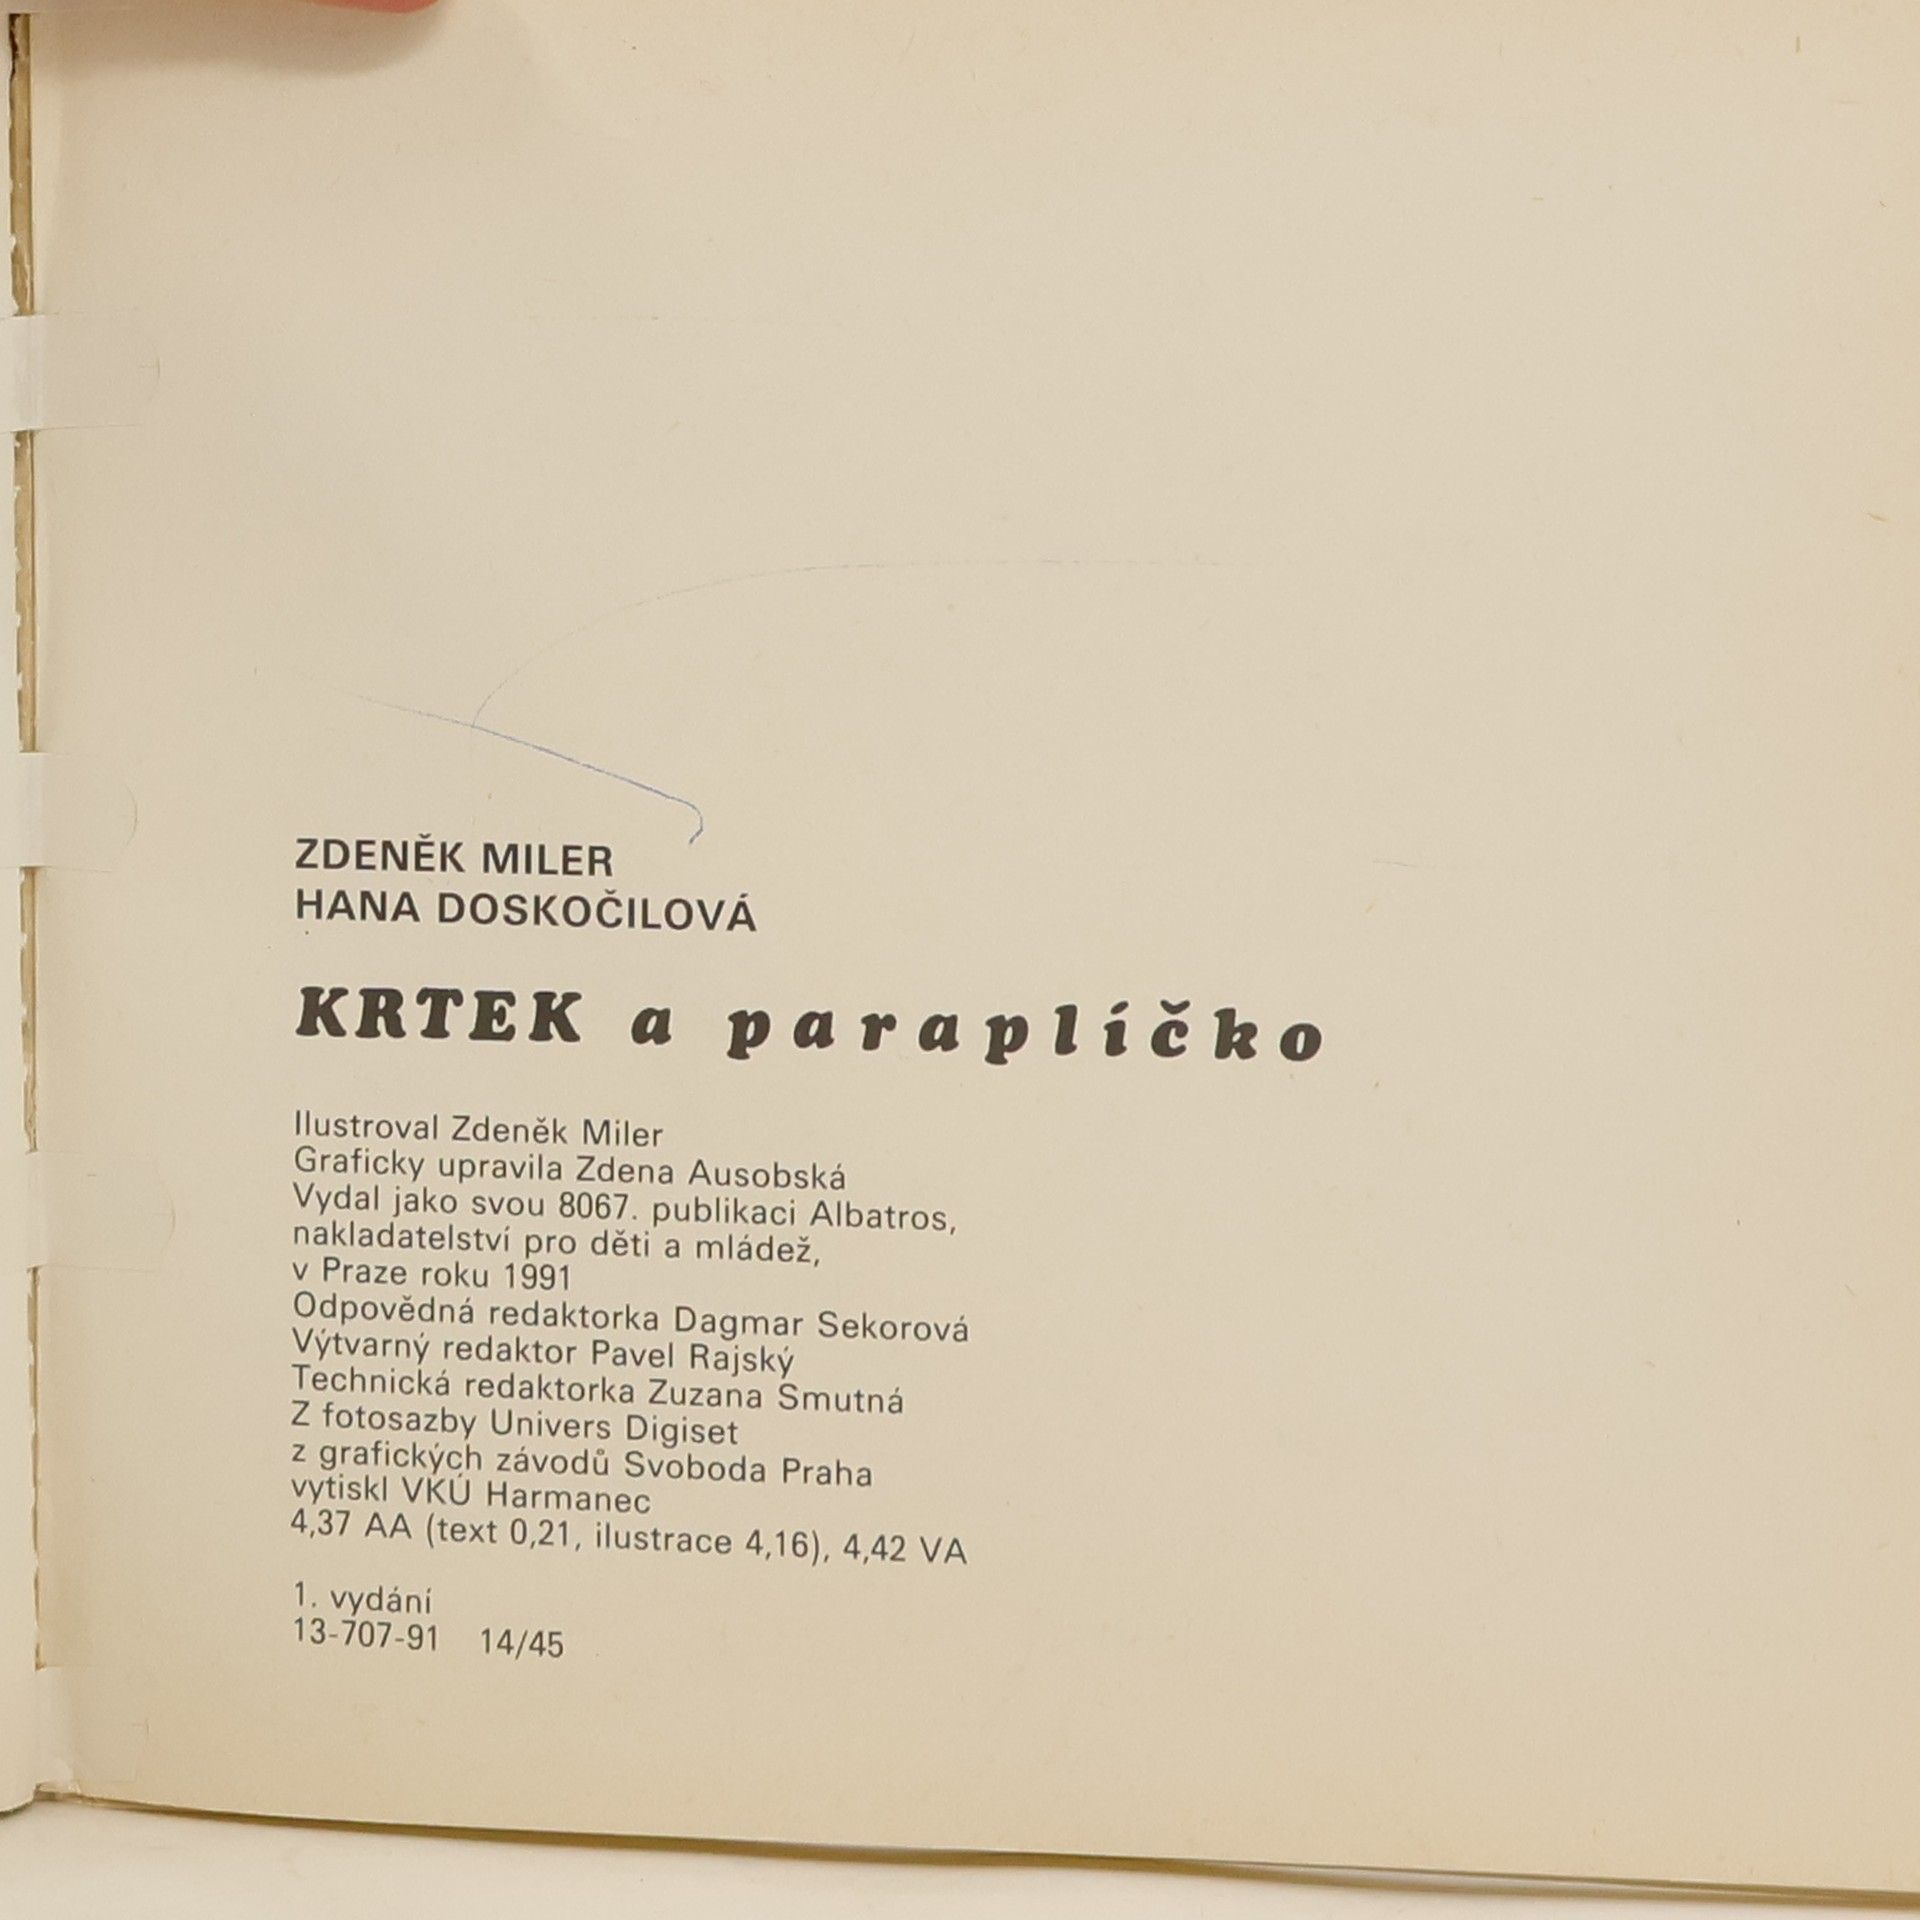 ZDENĚK MILER
HANA DOSKOČILOVÁ
KRTEK a paraplíčko
Ilustroval Zdeněk Miler
Graficky upravila Zdena Ausobská
Vydal jako svou 8067. publikaci Albatros,
nakladatelství pro děti a mládež,
v Praze roku 1991
Odpovědná redaktorka Dagmar Sekorová
Výtvarný redaktor Pavel Rajský
Technická redaktorka Zuzana Smutná
Z fotosazby Univers Digiset
z grafických závodů Svoboda Praha
vytiskl VKÚ Harmanec
4,37 AA (text 0,21, ilustrace 4,16), 4,42 VA
1. vydání
13-707-91 14/45